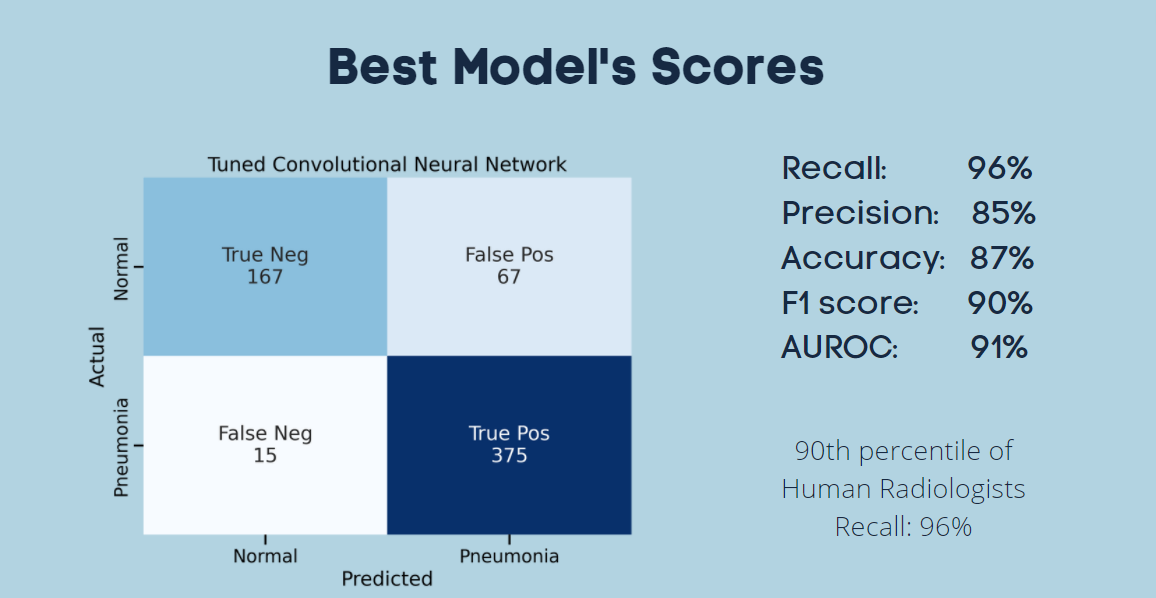 Best Model's Scores
Tuned Convolutional Neural Network
Actual
Normal
Pneumonia
True Neg
167
False Pos
67
False Neg
15
True Pos
375
Normal
Pneumonia
Predicted
Recall: 96%
Precision: 85%
Accuracy: 87%
F1 score: 90%
AUROC: 91%
90th percentile of
Human Radiologists
Recall: 96%